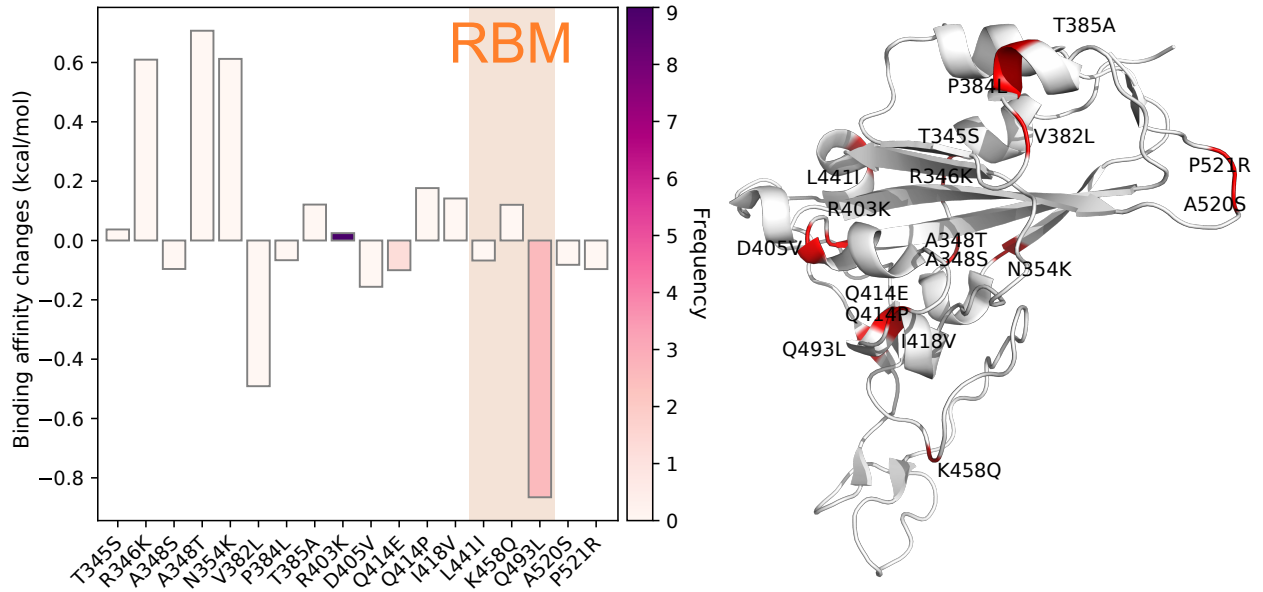 RBM
Binding affinity changes (kcal/mol)
0.6
0.4
0.2
0.0
−0.2
−0.4
−0.6
−0.8
T345S
R346K
A348S
A348T
N354K
V382L
P384L
T385A
R403K
D405V
Q414E
Q414P
I418V
L441I
K458Q
Q493L
A520S
P521R
9
8
7
6
5
4
3
2
1
0
Frequency
T385A
P384L
T345S
V382L
L441I
R346K
P521R
R403K
A520S
D405V
A348T
A348S
N354K
Q414E
Q414P
I418V
Q493L
K458Q